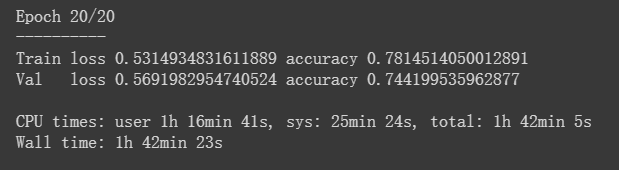 Epoch 20/20
----------
Train loss 0.5314934831611889 accuracy 0.7814514050012891
Val   loss 0.5691982954740524 accuracy 0.744199535962877
CPU times: user 1h 16min 41s, sys: 25min 24s, total: 1h 42min 5s
Wall time: 1h 42min 23s